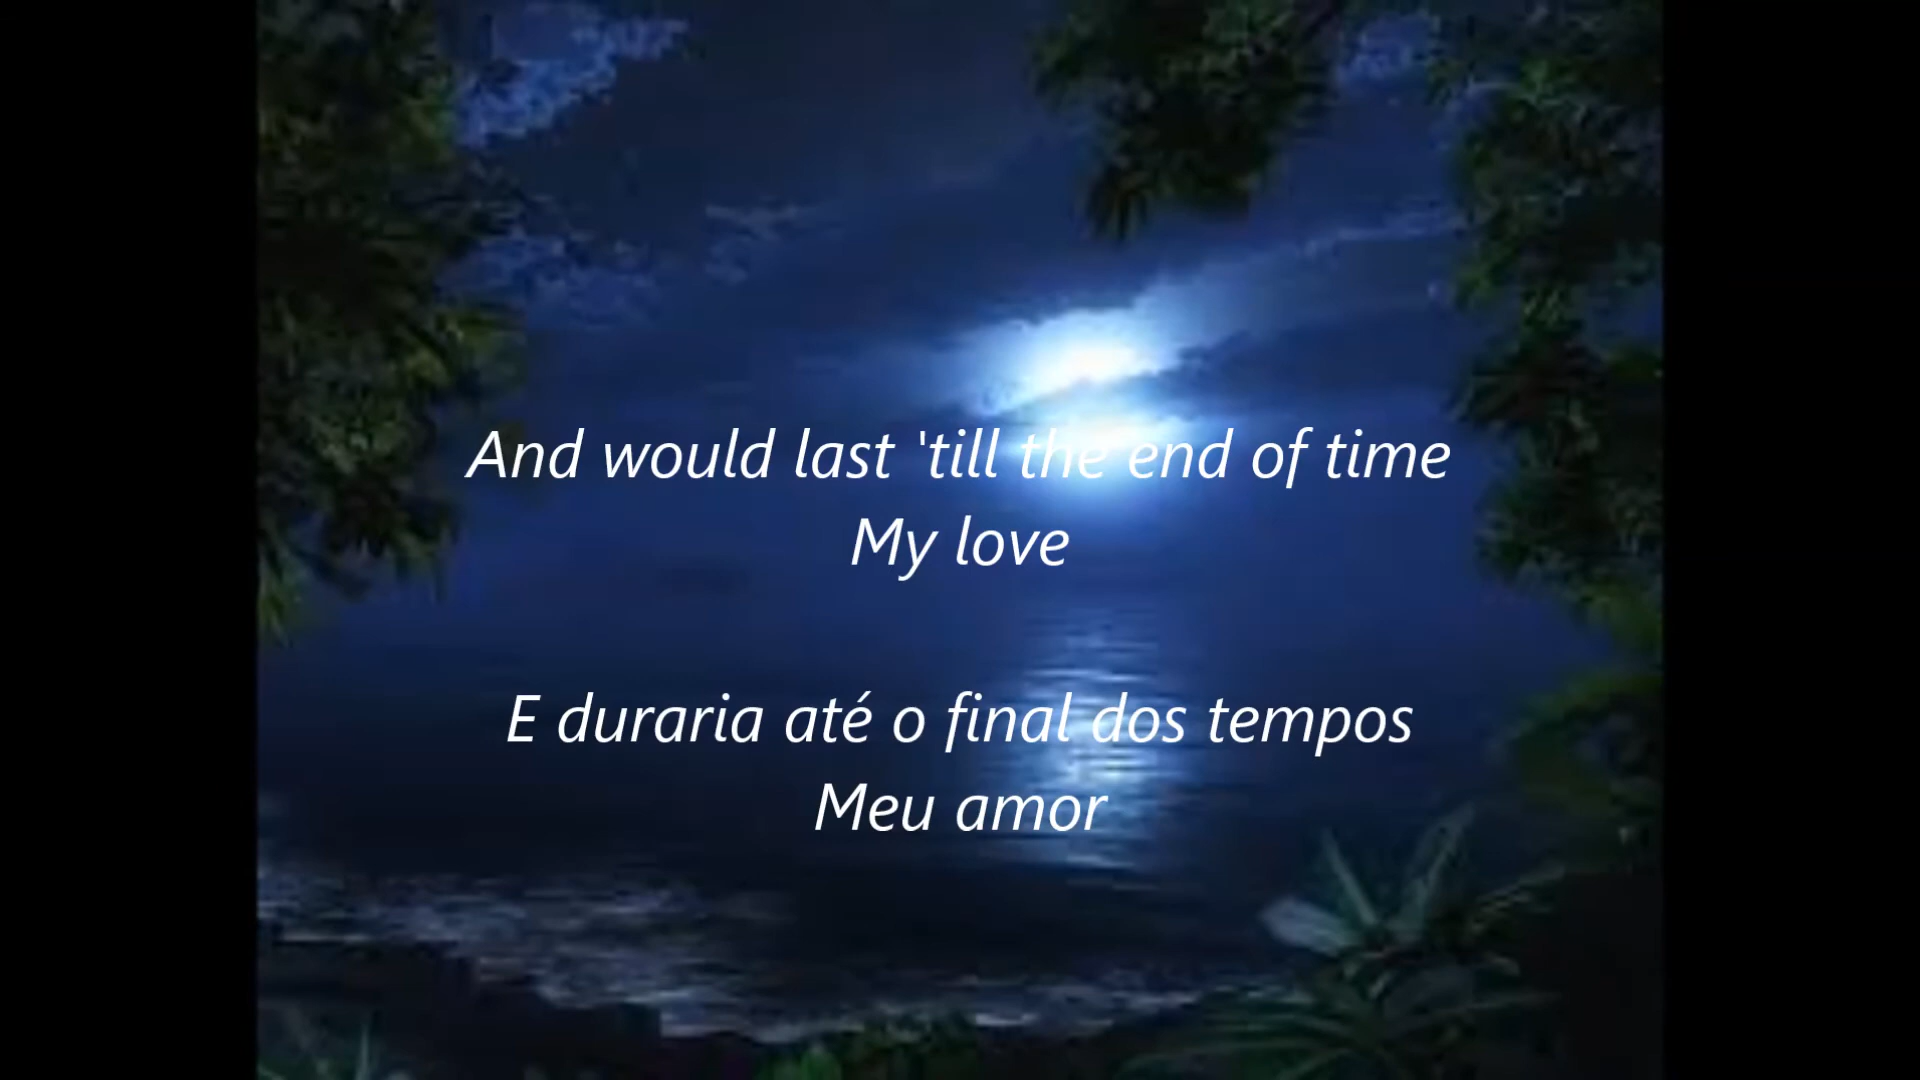 And would last 'till the end of time
My love
E duraria até o final dos tempos
Meu amor